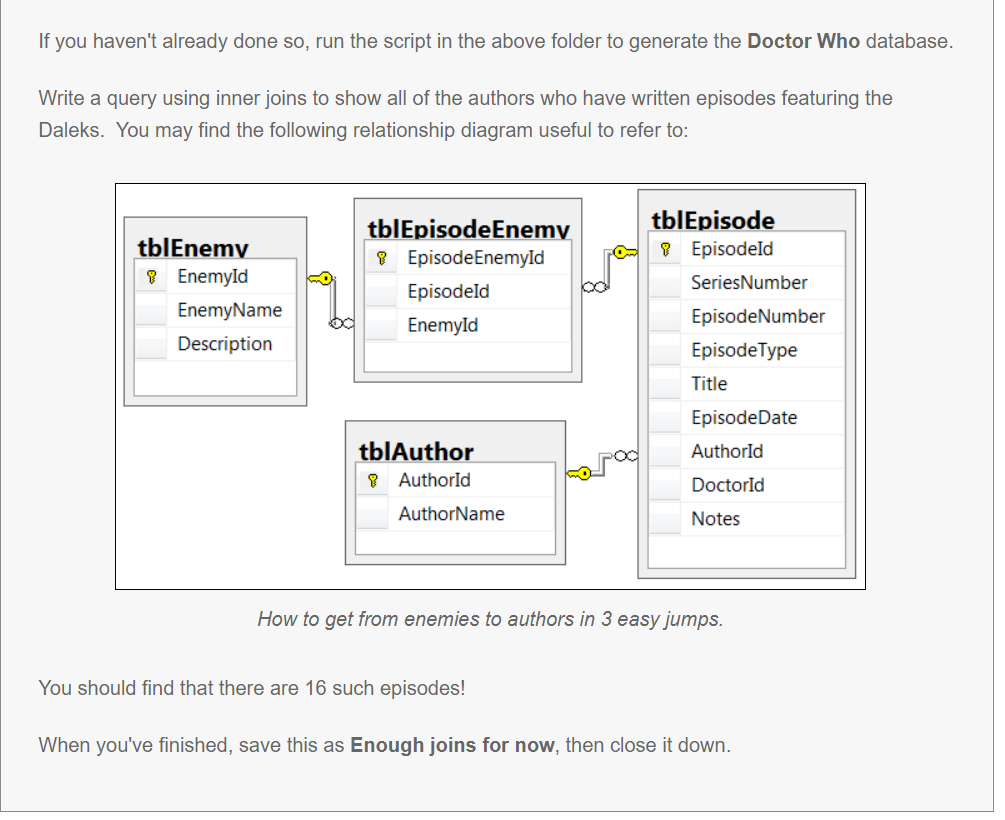 If you haven't already done so, run the script in the above folder to generate the Doctor Who database.
Write a query using inner joins to show all of the authors who have written episodes featuring the
Daleks.  You may find the following relationship diagram useful to refer to:
tblEnemy
EnemyId
EnemyName
Description
tblEpisodeEnemy
EpisodeEnemyId
EpisodeId
EnemyId
tblEpisode
EpisodeId
SeriesNumber
EpisodeNumber
EpisodeType
Title
EpisodeDate
AuthorId
DoctorId
Notes
tblAuthor
AuthorId
AuthorName
How to get from enemies to authors in 3 easy jumps.
You should find that there are 16 such episodes!
When you've finished, save this as Enough joins for now, then close it down.